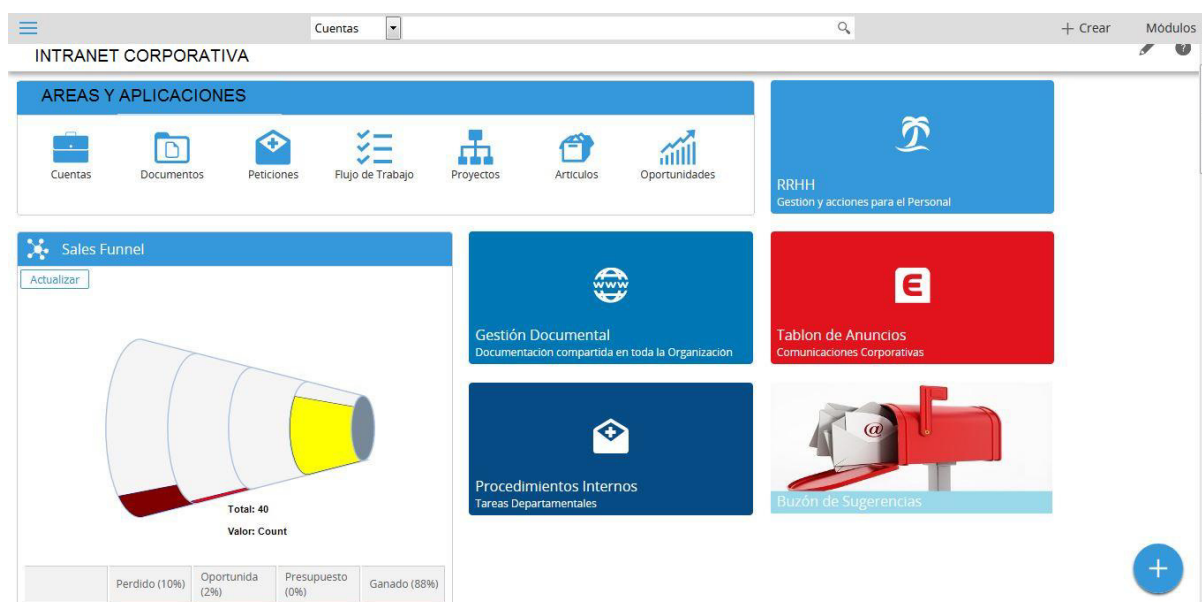 Cuentas
+ Crear
Módulos
INTRANET CORPORATIVA
?
AREAS Y APLICACIONES
Cuentas
Documentos
Peticiones
Flujo de Trabajo
Proyectos
Articulos
Oportunidades
RRHH
Gestión y acciones para el Personal
Sales Funnel
Actualizar
Total: 40
Valor: Count
Perdido (10%)
Oportunida
(2%)
Presupuesto
(0%)
Ganado (88%)
www
Gestión Documental
Documentación compartida en toda la Organización
E
Tablon de Anuncios
Comunicaciones Corporativas
Procedimientos Internos
Tareas Departamentales
@
Buzón de Sugerencias
+